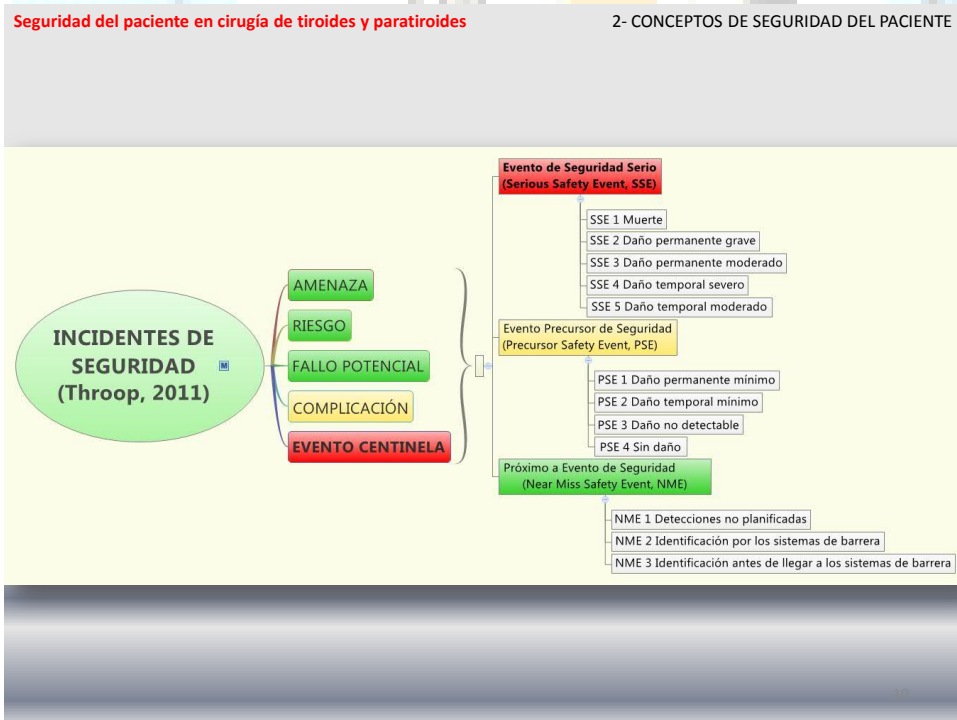 Seguridad del paciente en cirugía de tiroides y paratiroides
2- CONCEPTOS DE SEGURIDAD DEL PACIENTE
INCIDENTES DE
SEGURIDAD
(Throop, 2011)
M
AMENAZA
RIESGO
FALLO POTENCIAL
COMPLICACIÓN
EVENTO CENTINELA
Evento de Seguridad Serio
(Serious Safety Event, SSE)
SSE 1 Muerte
SSE 2 Daño permanente grave
SSE 3 Daño permanente moderado
SSE 4 Daño temporal severo
SSE 5 Daño temporal moderado
Evento Precursor de Seguridad
(Precursor Safety Event, PSE)
PSE 1 Daño permanente mínimo
PSE 2 Daño temporal mínimo
PSE 3 Daño no detectable
PSE 4 Sin daño
Próximo a Evento de Seguridad
(Near Miss Safety Event, NME)
NME 1 Detecciones no planificadas
NME 2 Identificación por los sistemas de barrera
NME 3 Identificación antes de llegar a los sistemas de barrera